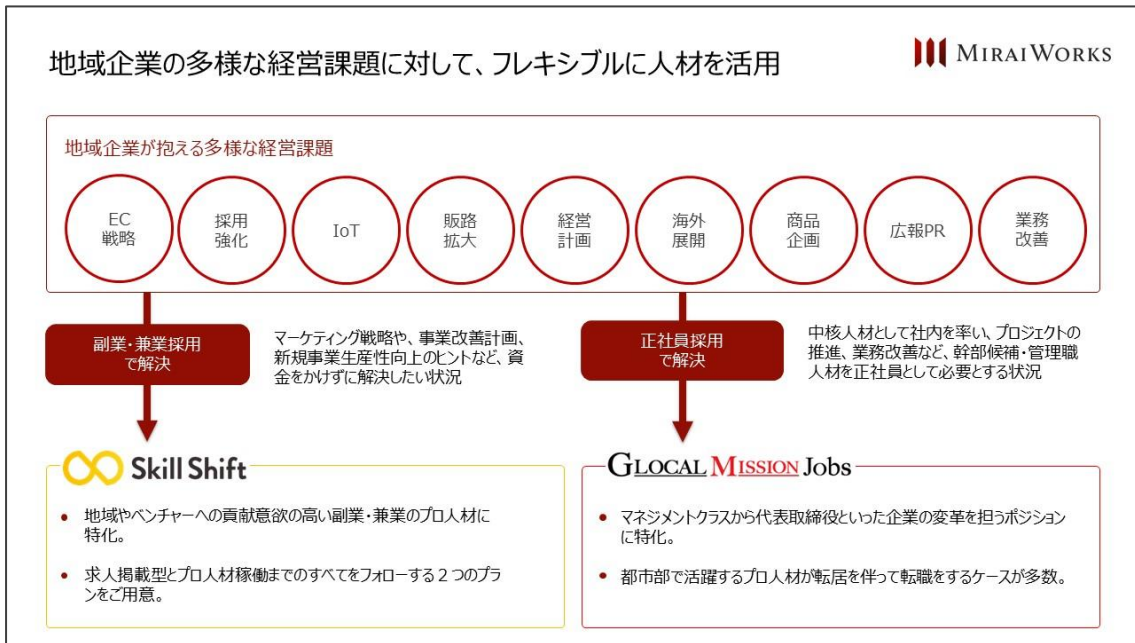 地域企業の多様な経営課題に対して、フレキシブルに人材を活用
MIRAIWORKS
地域企業が抱える多様な経営課題
EC
戦略
採用
強化
IoT
販路
拡大
経営
計画
海外
展開
商品
企画
広報PR
業務
改善
副業・兼業採用
で解決
マーケティング戦略や、事業改善計画、
新規事業生産性向上のヒントなど、資
金をかけずに解決したい状況
正社員採用
で解決
中核人材として社内を率い、プロジェクトの
推進、業務改善など、幹部候補・管理職
人材を正社員として必要とする状況
Skill Shift
• 地域やベンチャーへの貢献意欲の高い副業・兼業のプロ人材に
特化。
• 求人掲載型とプロ人材稼働までのすべてをフォローする２つのプラ
ンをご用意。
GLOCAL MISSION Jobs
• マネジメントクラスから代表取締役といった企業の変革を担うポジション
に特化。
• 都市部で活躍するプロ人材が転居を伴って転職をするケースが多数。